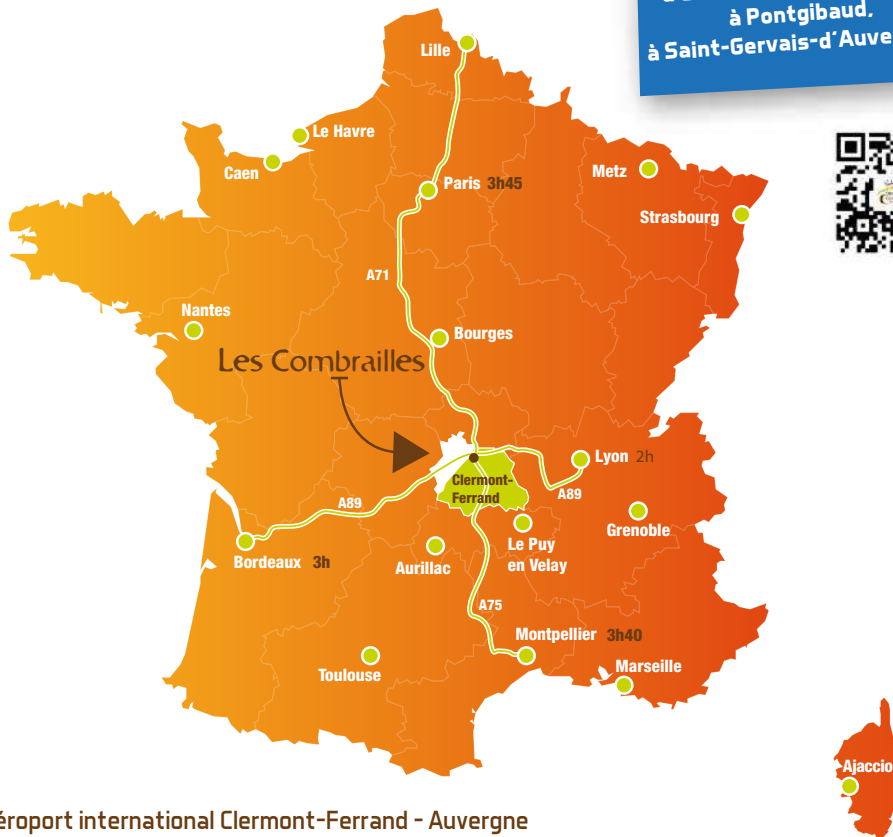 à Pontgibaud,
à Saint-Gervais-d'Auve
Lille
Le Havre
Caen
Paris 3h45
Metz
Strasbourg
A71
Nantes
Bourges
Les Combrailles
Lyon 2h
Clermont-
Ferrand
A89
A89
Grenoble
Bordeaux 3h
Aurillac
Le Puy
en Velay
A75
Montpellier 3h40
Toulouse
Marseille
Ajaccio
éroport international Clermont-Ferrand - Auvergne